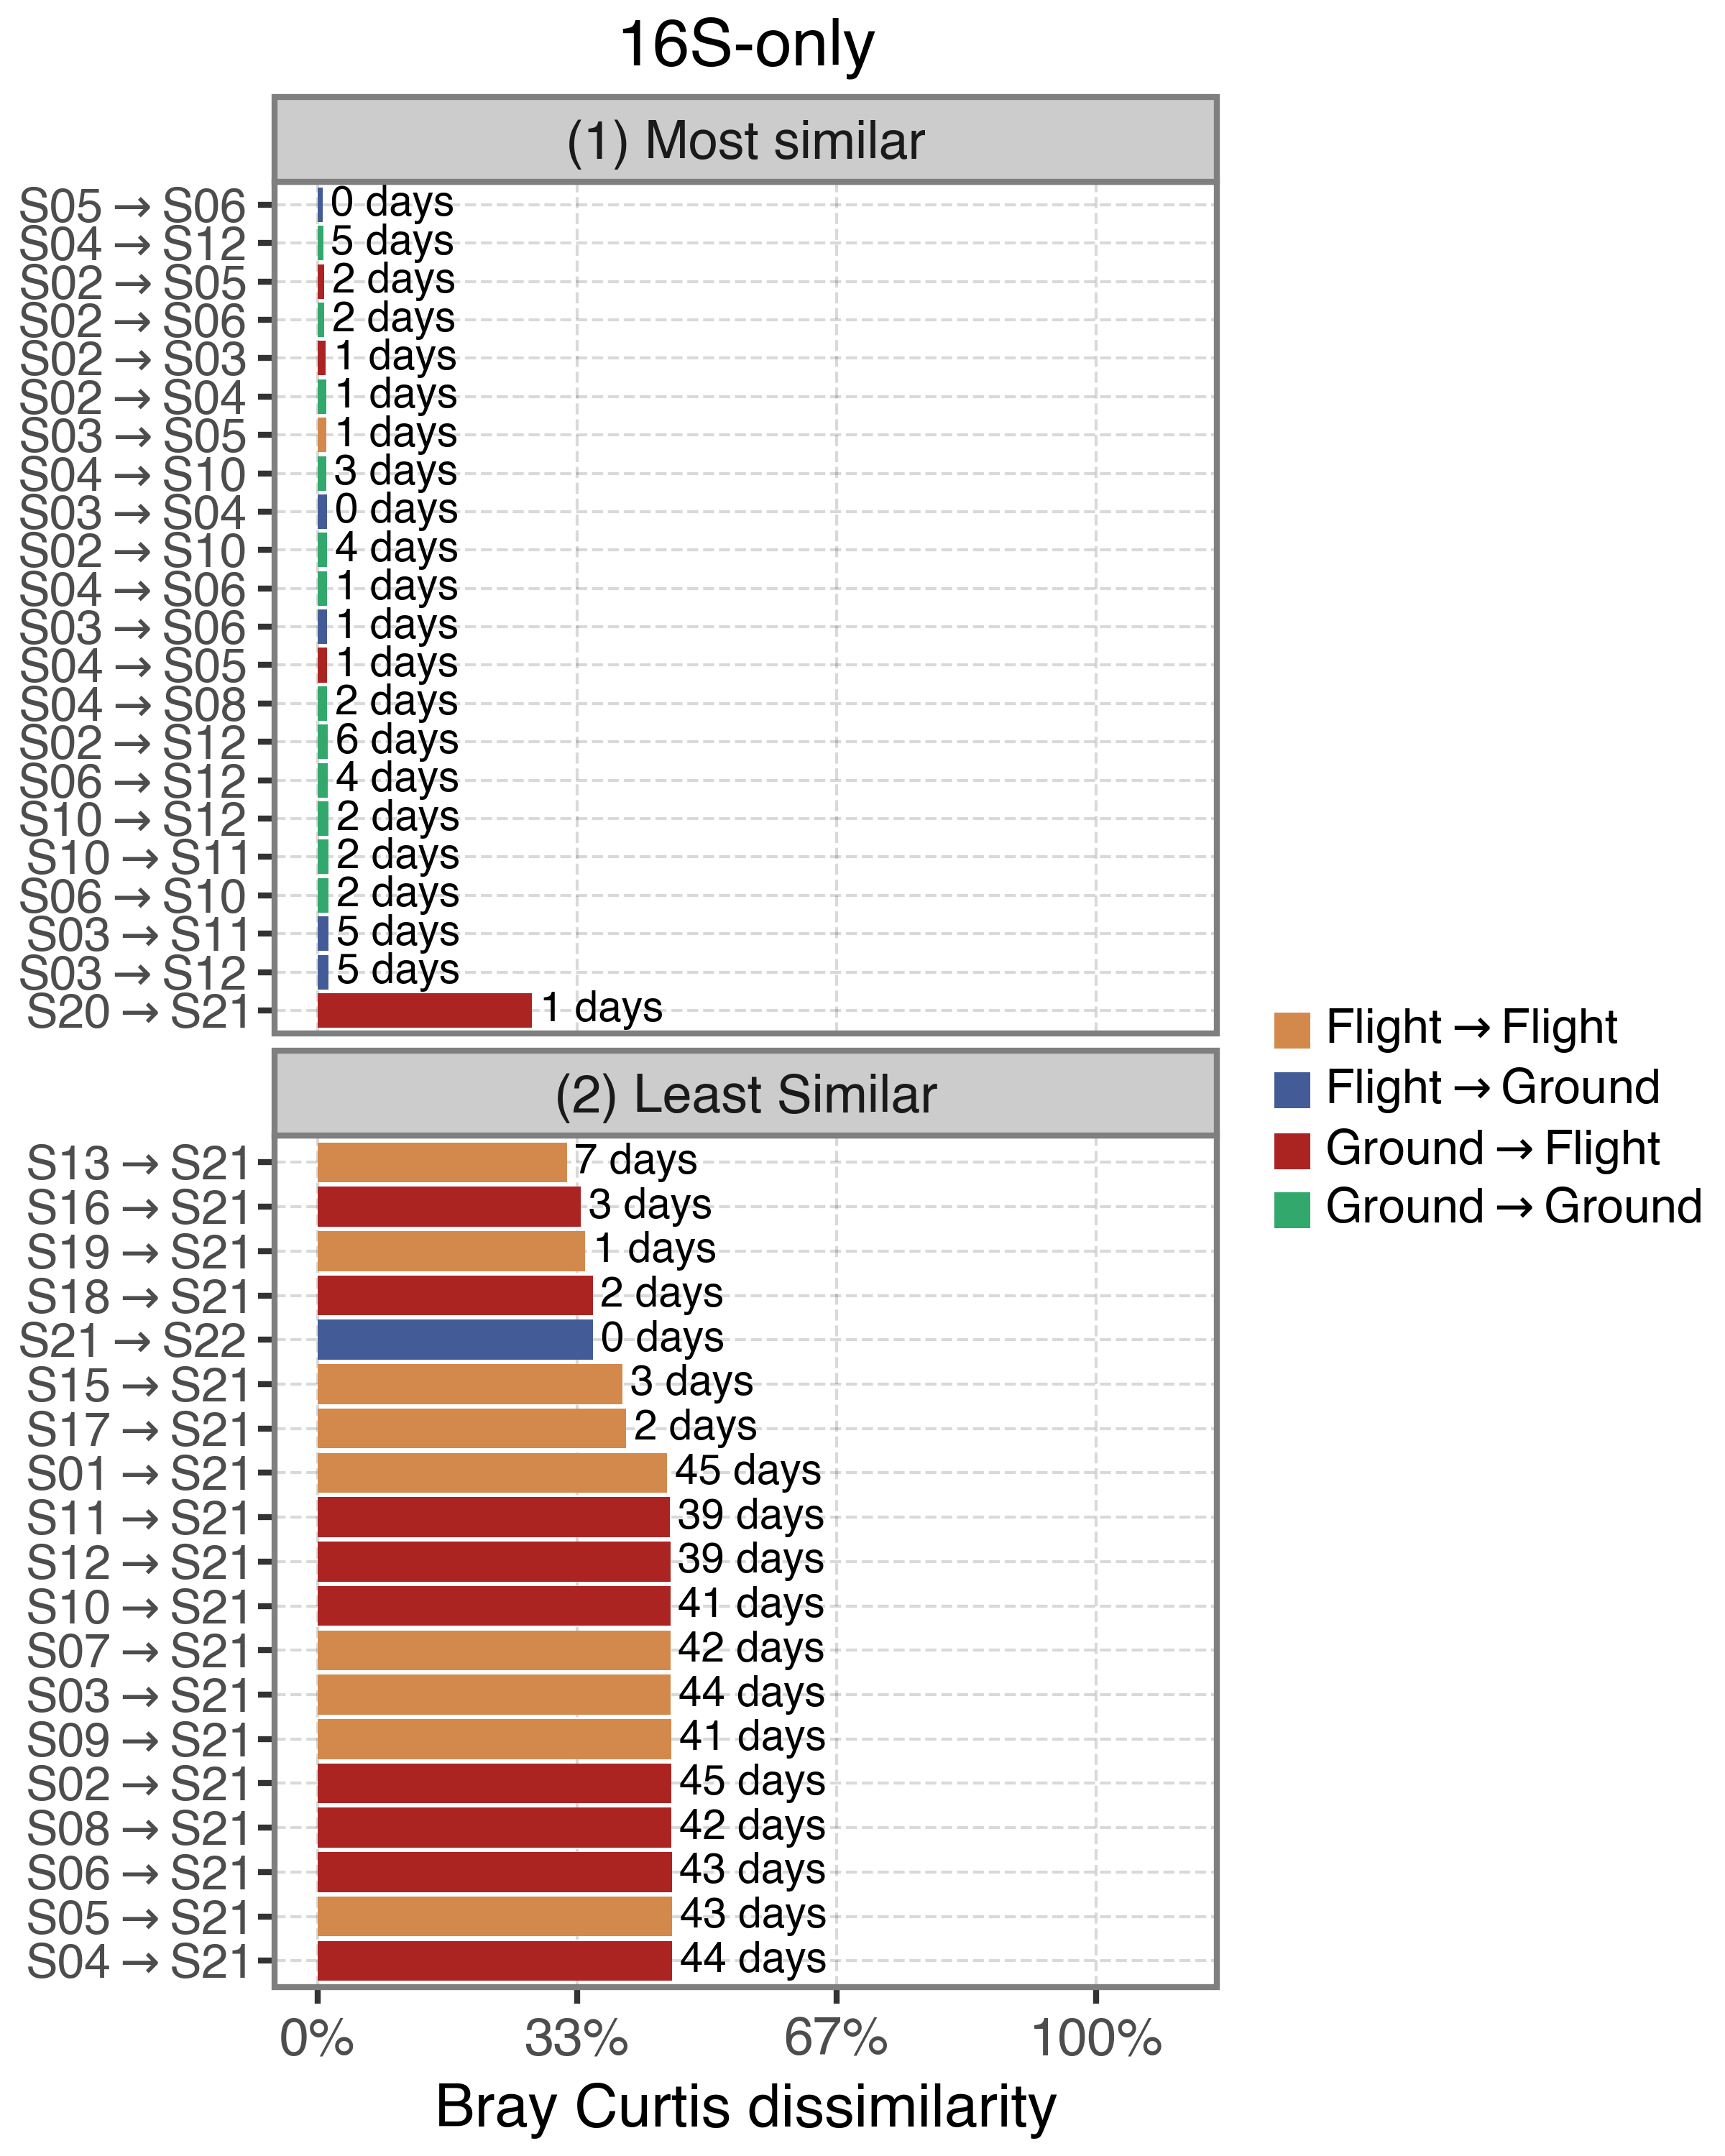 16S-only
(1) Most similar
S05 → S06 0 days
S04 → S12 5 days
S02 → S05 2 days
S02 → S06 2 days
S02 → S03 1 days
S02 → S04 1 days
S03 → S05 1 days
S04 → S10 3 days
S03 → S04 0 days
S02 → S10 4 days
S04 → S06 1 days
S03 → S06 1 days
S04 → S05 1 days
S04 → S08 2 days
S02 → S12 6 days
S06 → S12 4 days
S10 → S12 2 days
S10 → S11 2 days
S06 → S10 2 days
S03 → S11 5 days
S03 → S12 5 days
S20 → S21 1 days
(2) Least Similar
S13 → S21 7 days
S16 → S21 3 days
S19 → S21 1 days
S18 → S21 2 days
S21 → S22 0 days
S15 → S21 3 days
S17 → S21 2 days
S01 → S21 45 days
S11 → S21 39 days
S12 → S21 39 days
S10 → S21 41 days
S07 → S21 42 days
S03 → S21 44 days
S09 → S21 41 days
S02 → S21 45 days
S08 → S21 42 days
S06 → S21 43 days
S05 → S21 43 days
S04 → S21 44 days
0% 33% 67% 100%
Bray Curtis dissimilarity
Flight → Flight
Flight → Ground
Ground → Flight
Ground → Ground